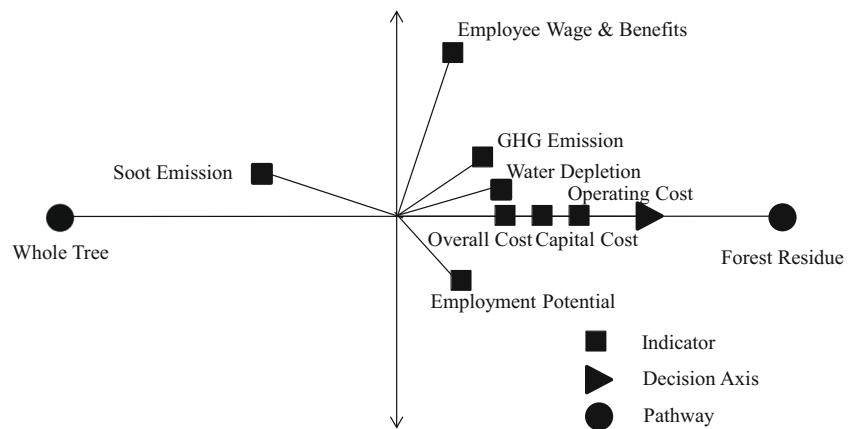 Employee Wage & Benefits
GHG Emission
Soot Emission
Water Depletion
Operating Cost
Overall Cost
Capital Cost
Whole Tree
Forest Residue
Employment Potential
Indicator
Decision Axis
Pathway